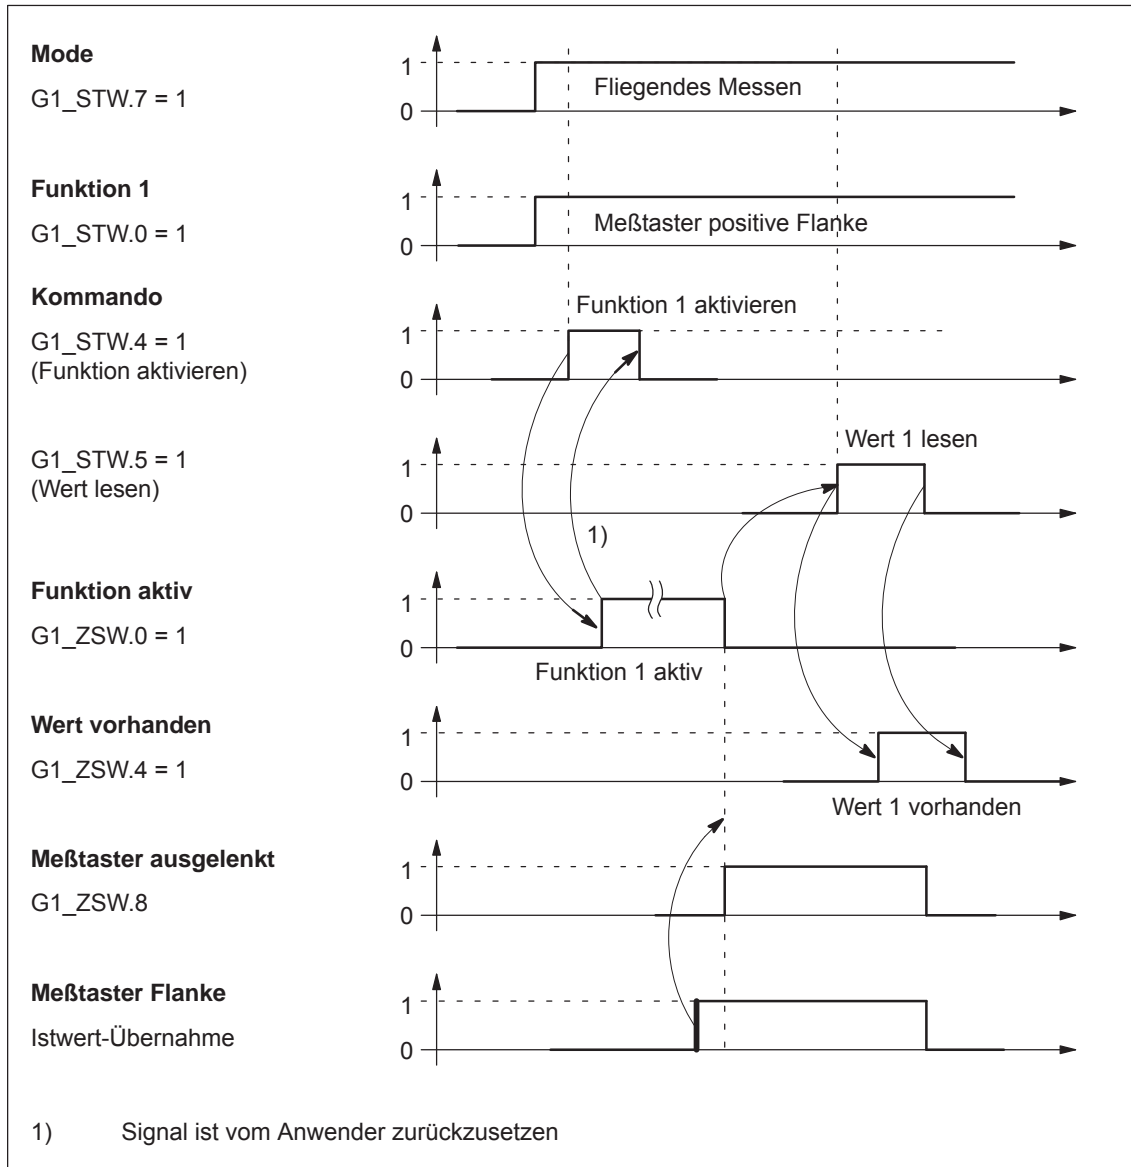 Mode
G1_STW.7 = 1
1
0
Fliegendes Messen
Funktion 1
G1_STW.0 = 1
1
0
Meßtaster positive Flanke
Kommando
G1_STW.4 = 1
(Funktion aktivieren)
Funktion 1 aktivieren
1
0
G1_STW.5 = 1
(Wert lesen)
Wert 1 lesen
1
0
1)
Funktion aktiv
G1_ZSW.0 = 1
1
0
Funktion 1 aktiv
Wert vorhanden
G1_ZSW.4 = 1
1
0
Wert 1 vorhanden
Meßtaster ausgelenkt
G1_ZSW.8
1
0
Meßtaster Flanke
Istwert-Übernahme
1
0
1) Signal ist vom Anwender zurückzusetzen